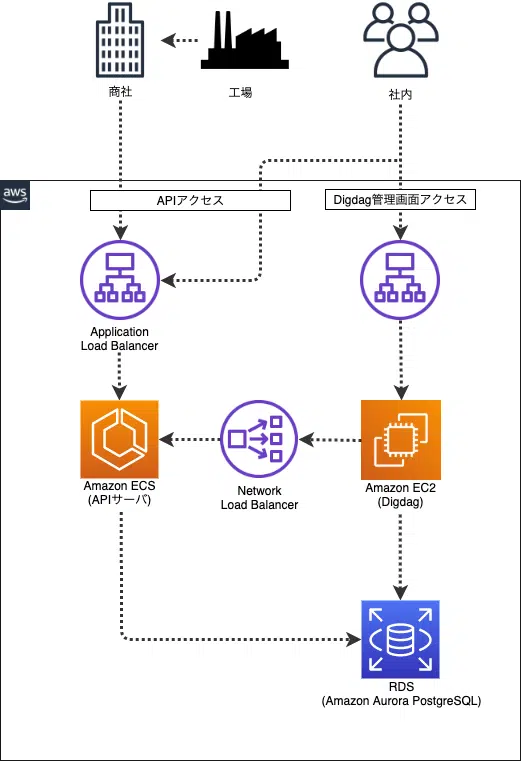 商社
工場
社内
aws
APIアクセス
Digdag管理画面アクセス
Application
Load Balancer
Amazon ECS
(APIサーバ)
Network
Load Balancer
Amazon EC2
(Digdag)
RDS
(Amazon Aurora PostgreSQL)